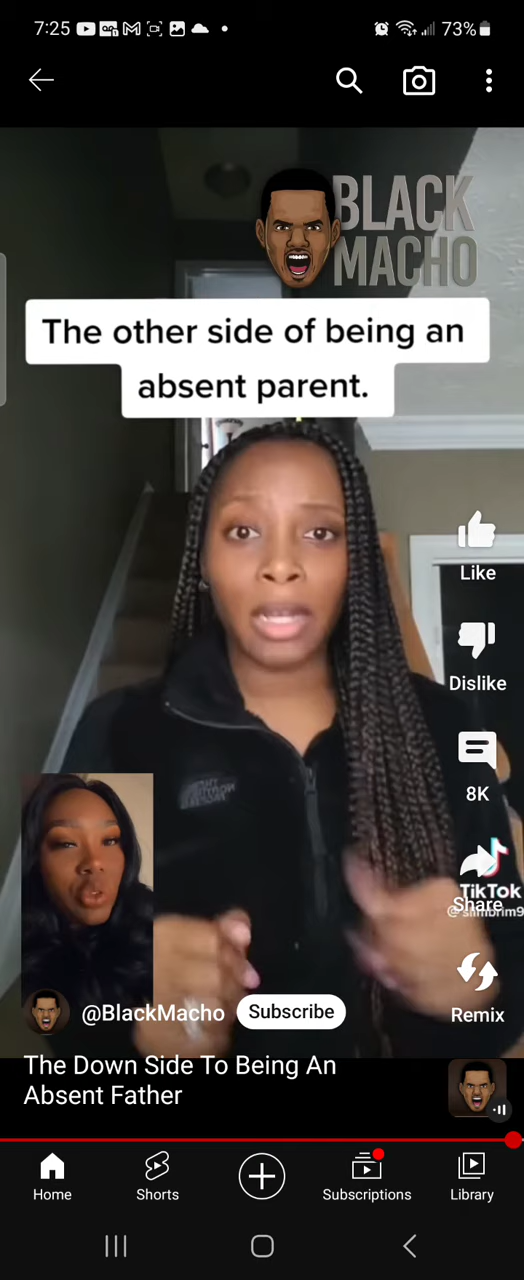 7:25
73%
BLACK
MACHO
The other side of being an
absent parent.
Like
Dislike
8K
TikTok
Share
Remix
@BlackMacho
Subscribe
The Down Side To Being An
Absent Father
Home
Shorts
Subscriptions
Library